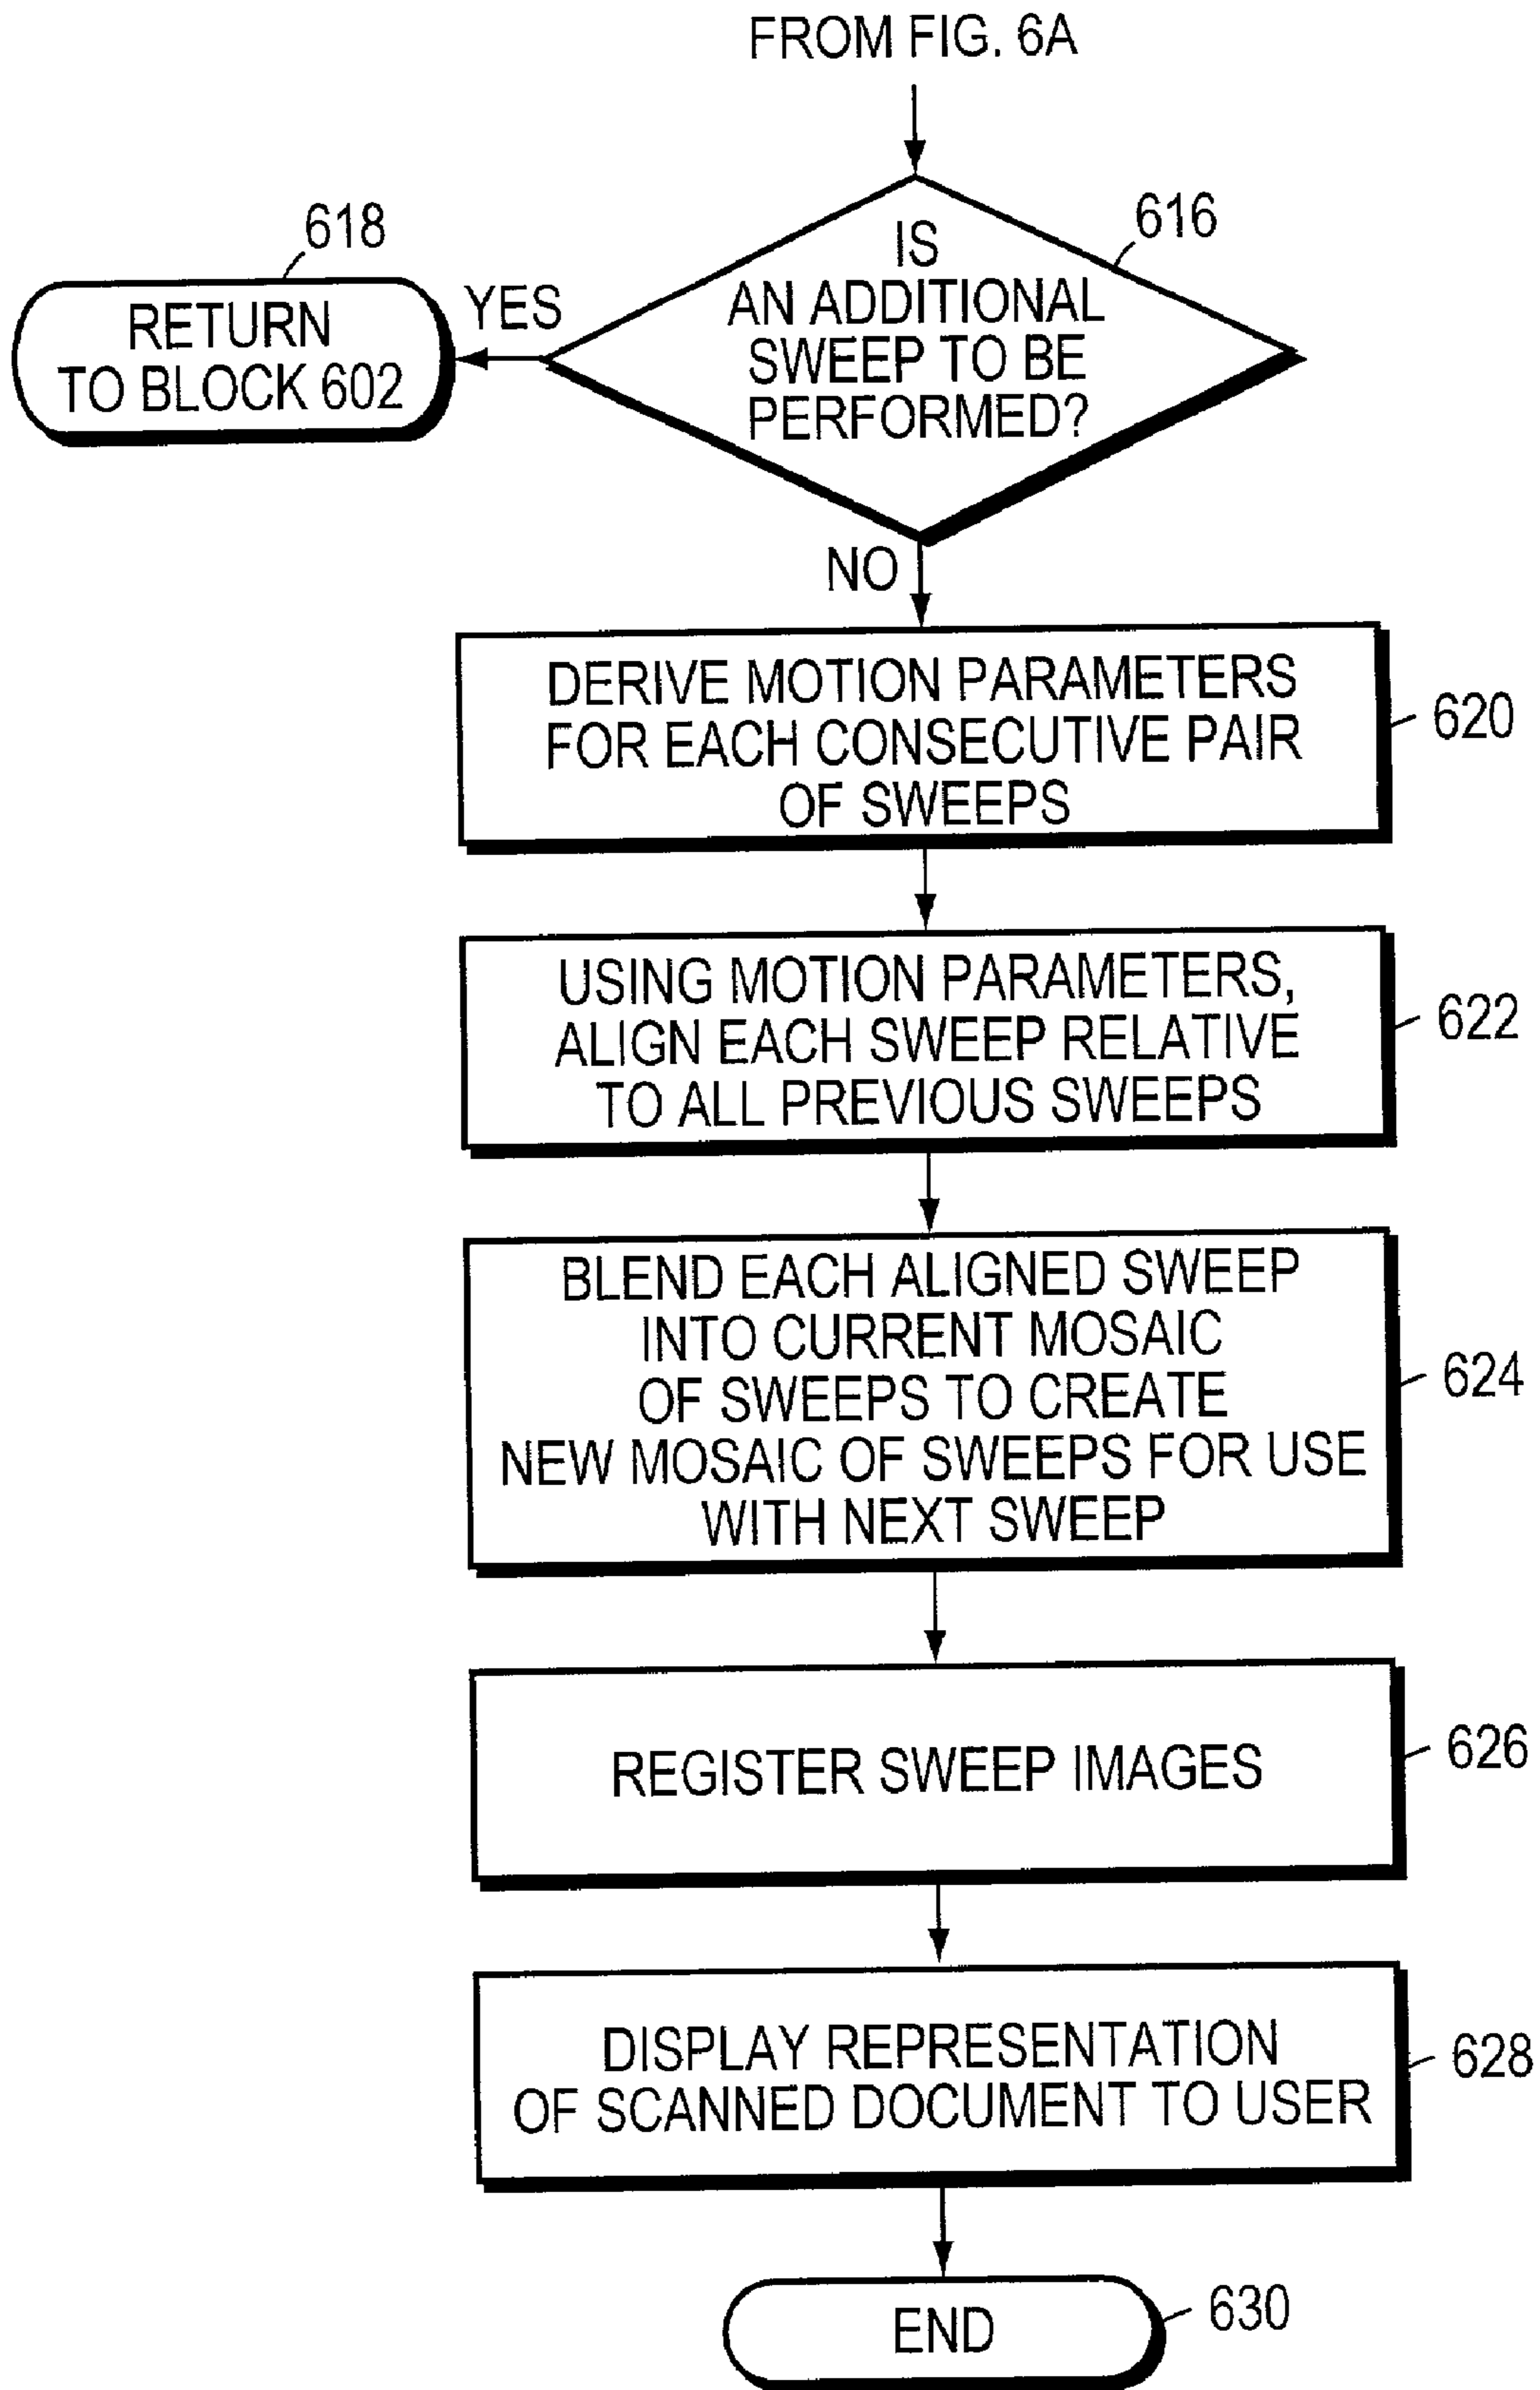 FROM FIG. 6A
616
IS
AN ADDITIONAL
SWEEP TO BE
PERFORMED?
618
YES
RETURN
TO BLOCK 602
NO
DERIVE MOTION PARAMETERS
FOR EACH CONSECUTIVE PAIR
OF SWEEPS
620
USING MOTION PARAMETERS,
ALIGN EACH SWEEP RELATIVE
TO ALL PREVIOUS SWEEPS
622
BLEND EACH ALIGNED SWEEP
INTO CURRENT MOSAIC
OF SWEEPS TO CREATE
NEW MOSAIC OF SWEEPS FOR USE
WITH NEXT SWEEP
624
REGISTER SWEEP IMAGES
626
DISPLAY REPRESENTATION
OF SCANNED DOCUMENT TO USER
628
END
630